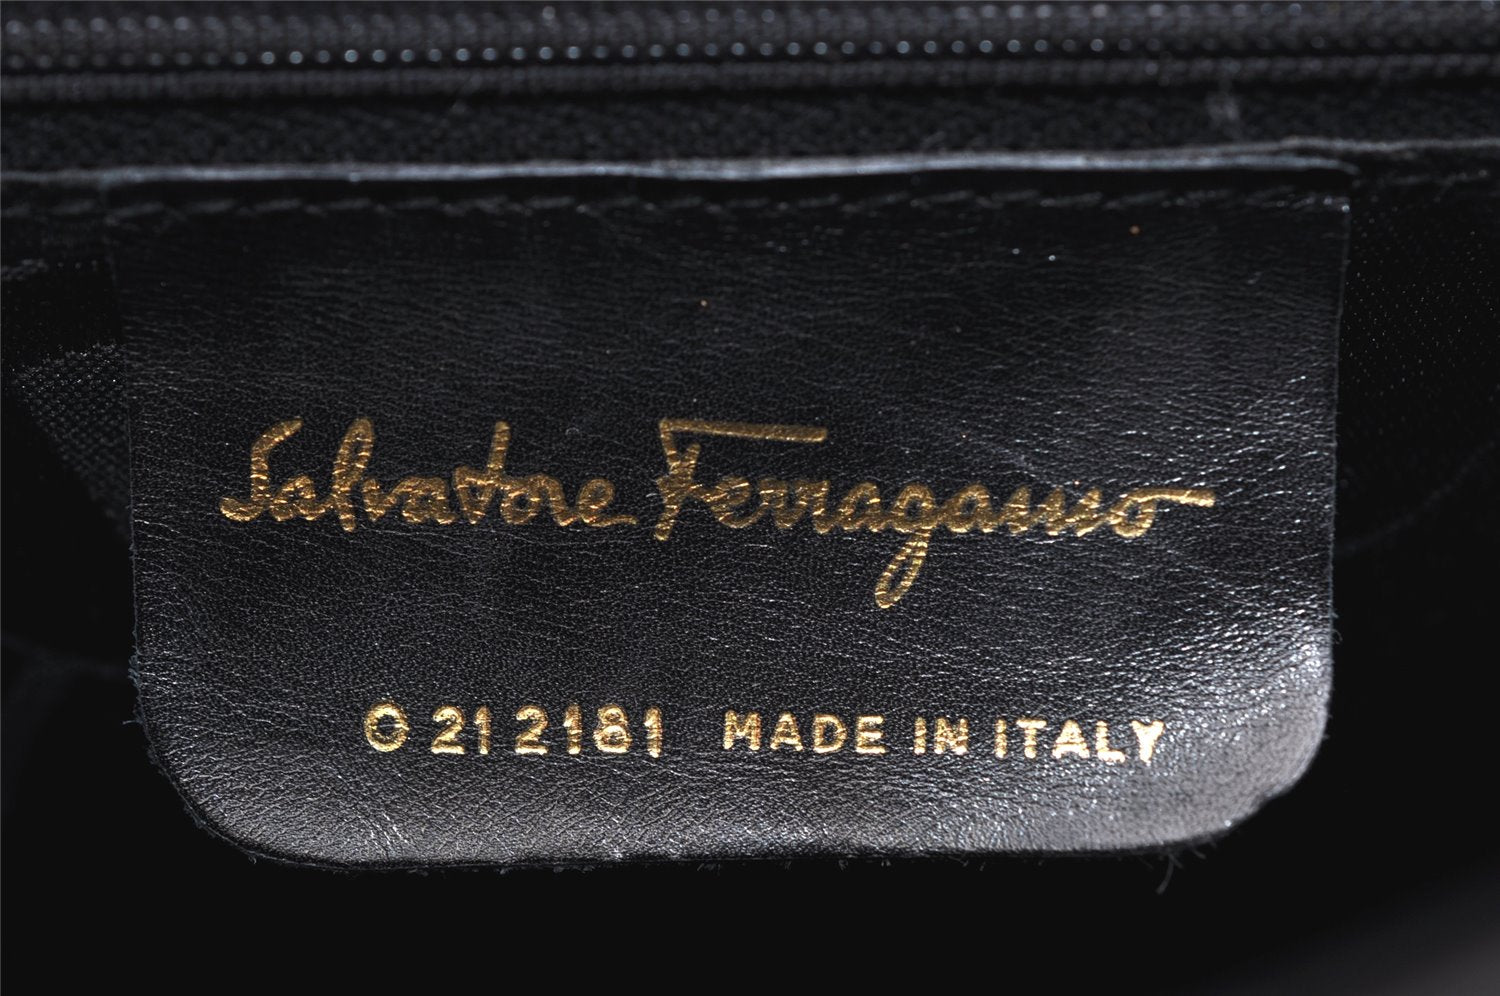 Salvatore Ferragamo
O 21 2181 MADE IN ITALY